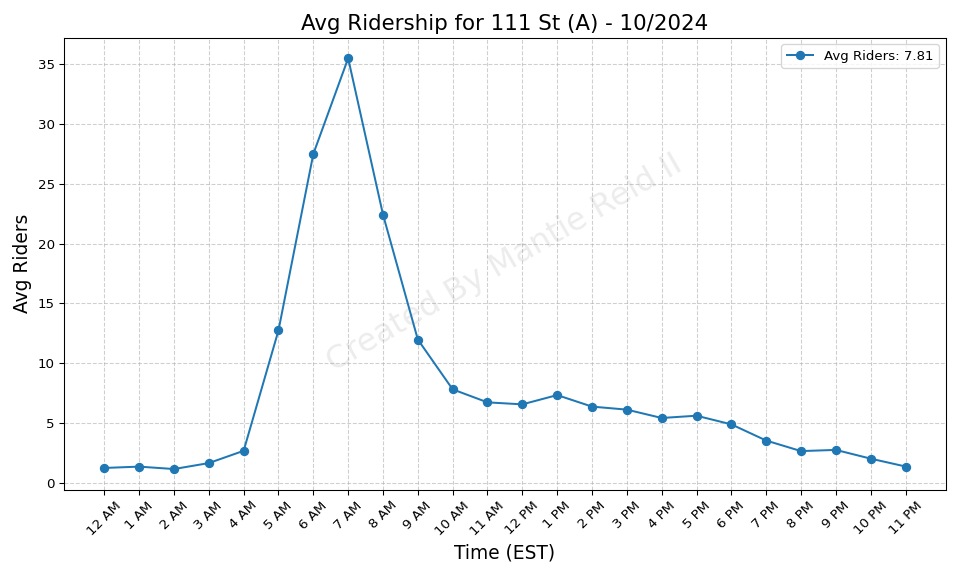 Avg Ridership for 111 St (A) - 10/2024
Avg Riders: 7.81
35
30
25
20
15
10
5
0
Avg Riders
Created By Mantie Reid II
12 AM
1 AM
2 AM
3 AM
4 AM
5 AM
6 AM
7 AM
8 AM
9 AM
10 AM
11 AM
12 PM
1 PM
2 PM
3 PM
4 PM
5 PM
6 PM
7 PM
8 PM
9 PM
10 PM
11 PM
Time (EST)